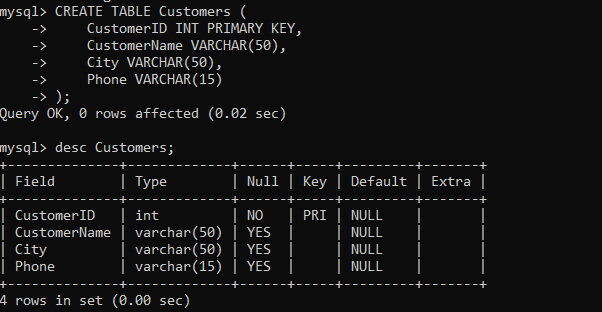 mysql> CREATE TABLE Customers (
    ->     CustomerID INT PRIMARY KEY,
    ->     CustomerName VARCHAR(50),
    ->     City VARCHAR(50),
    ->     Phone VARCHAR(15)
    -> );
Query OK, 0 rows affected (0.02 sec)

mysql> desc Customers;
+--------------+-------------+------+-----+---------+-------+
| Field        | Type        | Null | Key | Default | Extra |
+--------------+-------------+------+-----+---------+-------+
| CustomerID   | int         | NO   | PRI | NULL    |       |
| CustomerName | varchar(50) | YES  |     | NULL    |       |
| City         | varchar(50) | YES  |     | NULL    |       |
| Phone        | varchar(15) | YES  |     | NULL    |       |
+--------------+-------------+------+-----+---------+-------+
4 rows in set (0.00 sec)